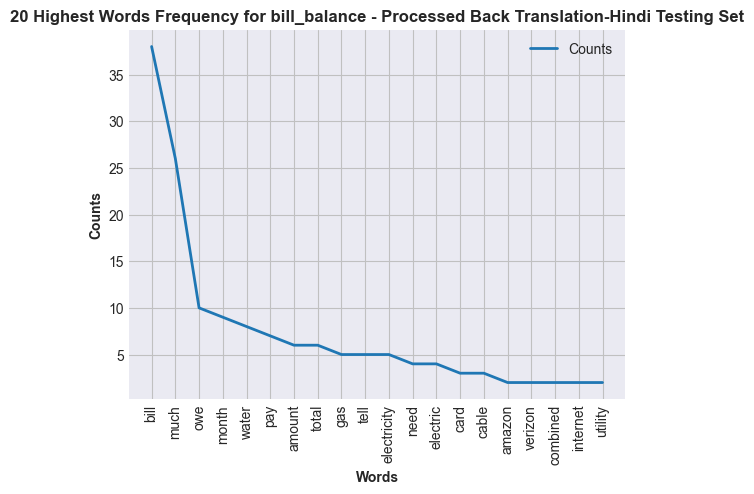 20 Highest Words Frequency for bill_balance - Processed Back Translation-Hindi Testing Set
Counts
Counts
35
30
25
20
15
10
5
bill
much
owe
month
water
pay
amount
total
gas
tell
electricity
need
electric
card
cable
amazon
verizon
combined
internet
utility
Words